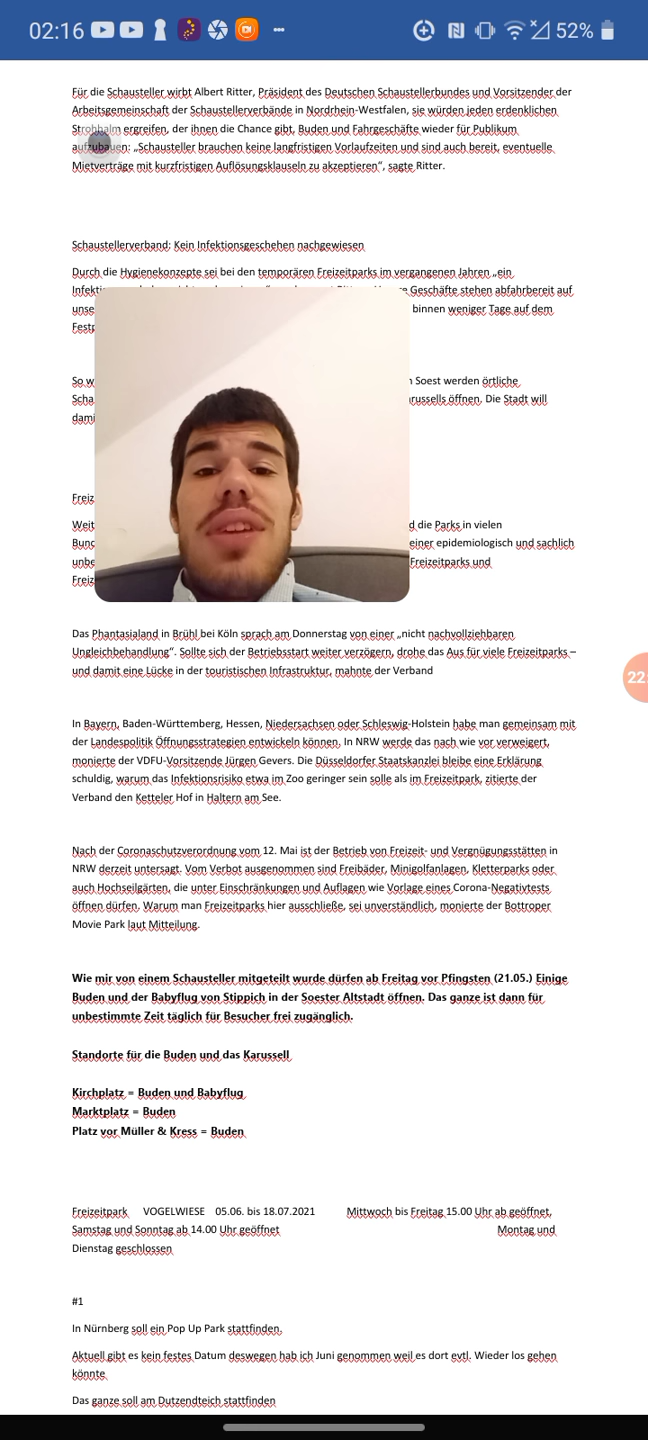 02:16
52%
Für die Schausteller wirbt Albert Ritter, Präsident des Deutschen Schaustellerbundes und Vorsitzender der
Arbeitsgemeinschaft der Schaustellerverbände in Nordrhein-Westfalen, sie würden jeden erdenklichen
Strohhalm ergreifen, der ihnen die Chance gibt, Buden und Fahrgeschäfte wieder für Publikum
aufzubauen: „Schausteller brauchen keine langfristigen Vorlaufzeiten und sind auch bereit, eventuelle
Mietverträge mit kurzfristigen Auflösungsklauseln zu akzeptieren“, sagte Ritter.
Schaustellerverband: Kein Infektionsgeschehen nachgewiesen
Durch die Hygienekonzepte sei bei den temporären Freizeitparks im vergangenen Jahren „ein
Geschäfte stehen abfahrbereit auf
binnen weniger Tage auf dem
So
Soest werden örtliche
öffnen. Die Stadt will
die Parks in vielen
einer epidemiologisch und sachlich
Freizeitparks und
Das Phantasialand in Brühl bei Köln sprach am Donnerstag von einer „nicht nachvollziehbaren
Ungleichbehandlung“. Sollte sich der Betriebsstart weiter verzögern, drohe das Aus für viele Freizeitparks –
und damit eine Lücke in der touristischen Infrastruktur, mahnte der Verband
In Bayern, Baden-Württemberg, Hessen, Niedersachsen oder Schleswig-Holstein habe man gemeinsam mit
der Landespolitik Öffnungsstrategien entwickeln können. In NRW werde das nach wie vor verweigert,
monierte der VDFU-Vorsitzende Jürgen Gevers. Die Düsseldorfer Staatskanzlei bleibe eine Erklärung
schuldig, warum das Infektionsrisiko etwa im Zoo geringer sein solle als im Freizeitpark, zitierte der
Verband den Ketteler Hof in Haltern am See.
Nach der Coronaschutzverordnung vom 12. Mai ist der Betrieb von Freizeit- und Vergnügungsstätten in
NRW derzeit untersagt. Vom Verbot ausgenommen sind Freibäder, Minigolfanlagen, Kletterparks oder
auch Hochseilgärten, die unter Einschränkungen und Auflagen wie Vorlage eines Corona-Negativtests
öffnen dürfen. Warum man Freizeitparks hier ausschließe, sei unverständlich, monierte der Bottroper
Movie Park laut Mitteilung.
Wie mir von einem Schausteller mitgeteilt wurde dürfen ab Freitag vor Pfingsten (21.05.) Einige
Buden und der Babyflug von Stippich in der Soester Altstadt öffnen. Das ganze ist dann für
unbestimmte Zeit täglich für Besucher frei zugänglich.
Standorte für die Buden und das Karussell
Kirchplatz = Buden und Babyflug
Marktplatz = Buden
Platz vor Müller & Kress = Buden
Freizeitpark VOGELWIESE 05.06. bis 18.07.2021 Mittwoch bis Freitag 15.00 Uhr ab geöffnet,
Samstag und Sonntag ab 14.00 Uhr geöffnet Montag und
Dienstag geschlossen
#1
In Nürnberg soll ein Pop Up Park stattfinden.
Aktuell gibt es kein festes Datum deswegen hab ich Juni genommen weil es dort evtl. Wieder los gehen
könnte
Das ganze soll am Dutzendteich stattfinden